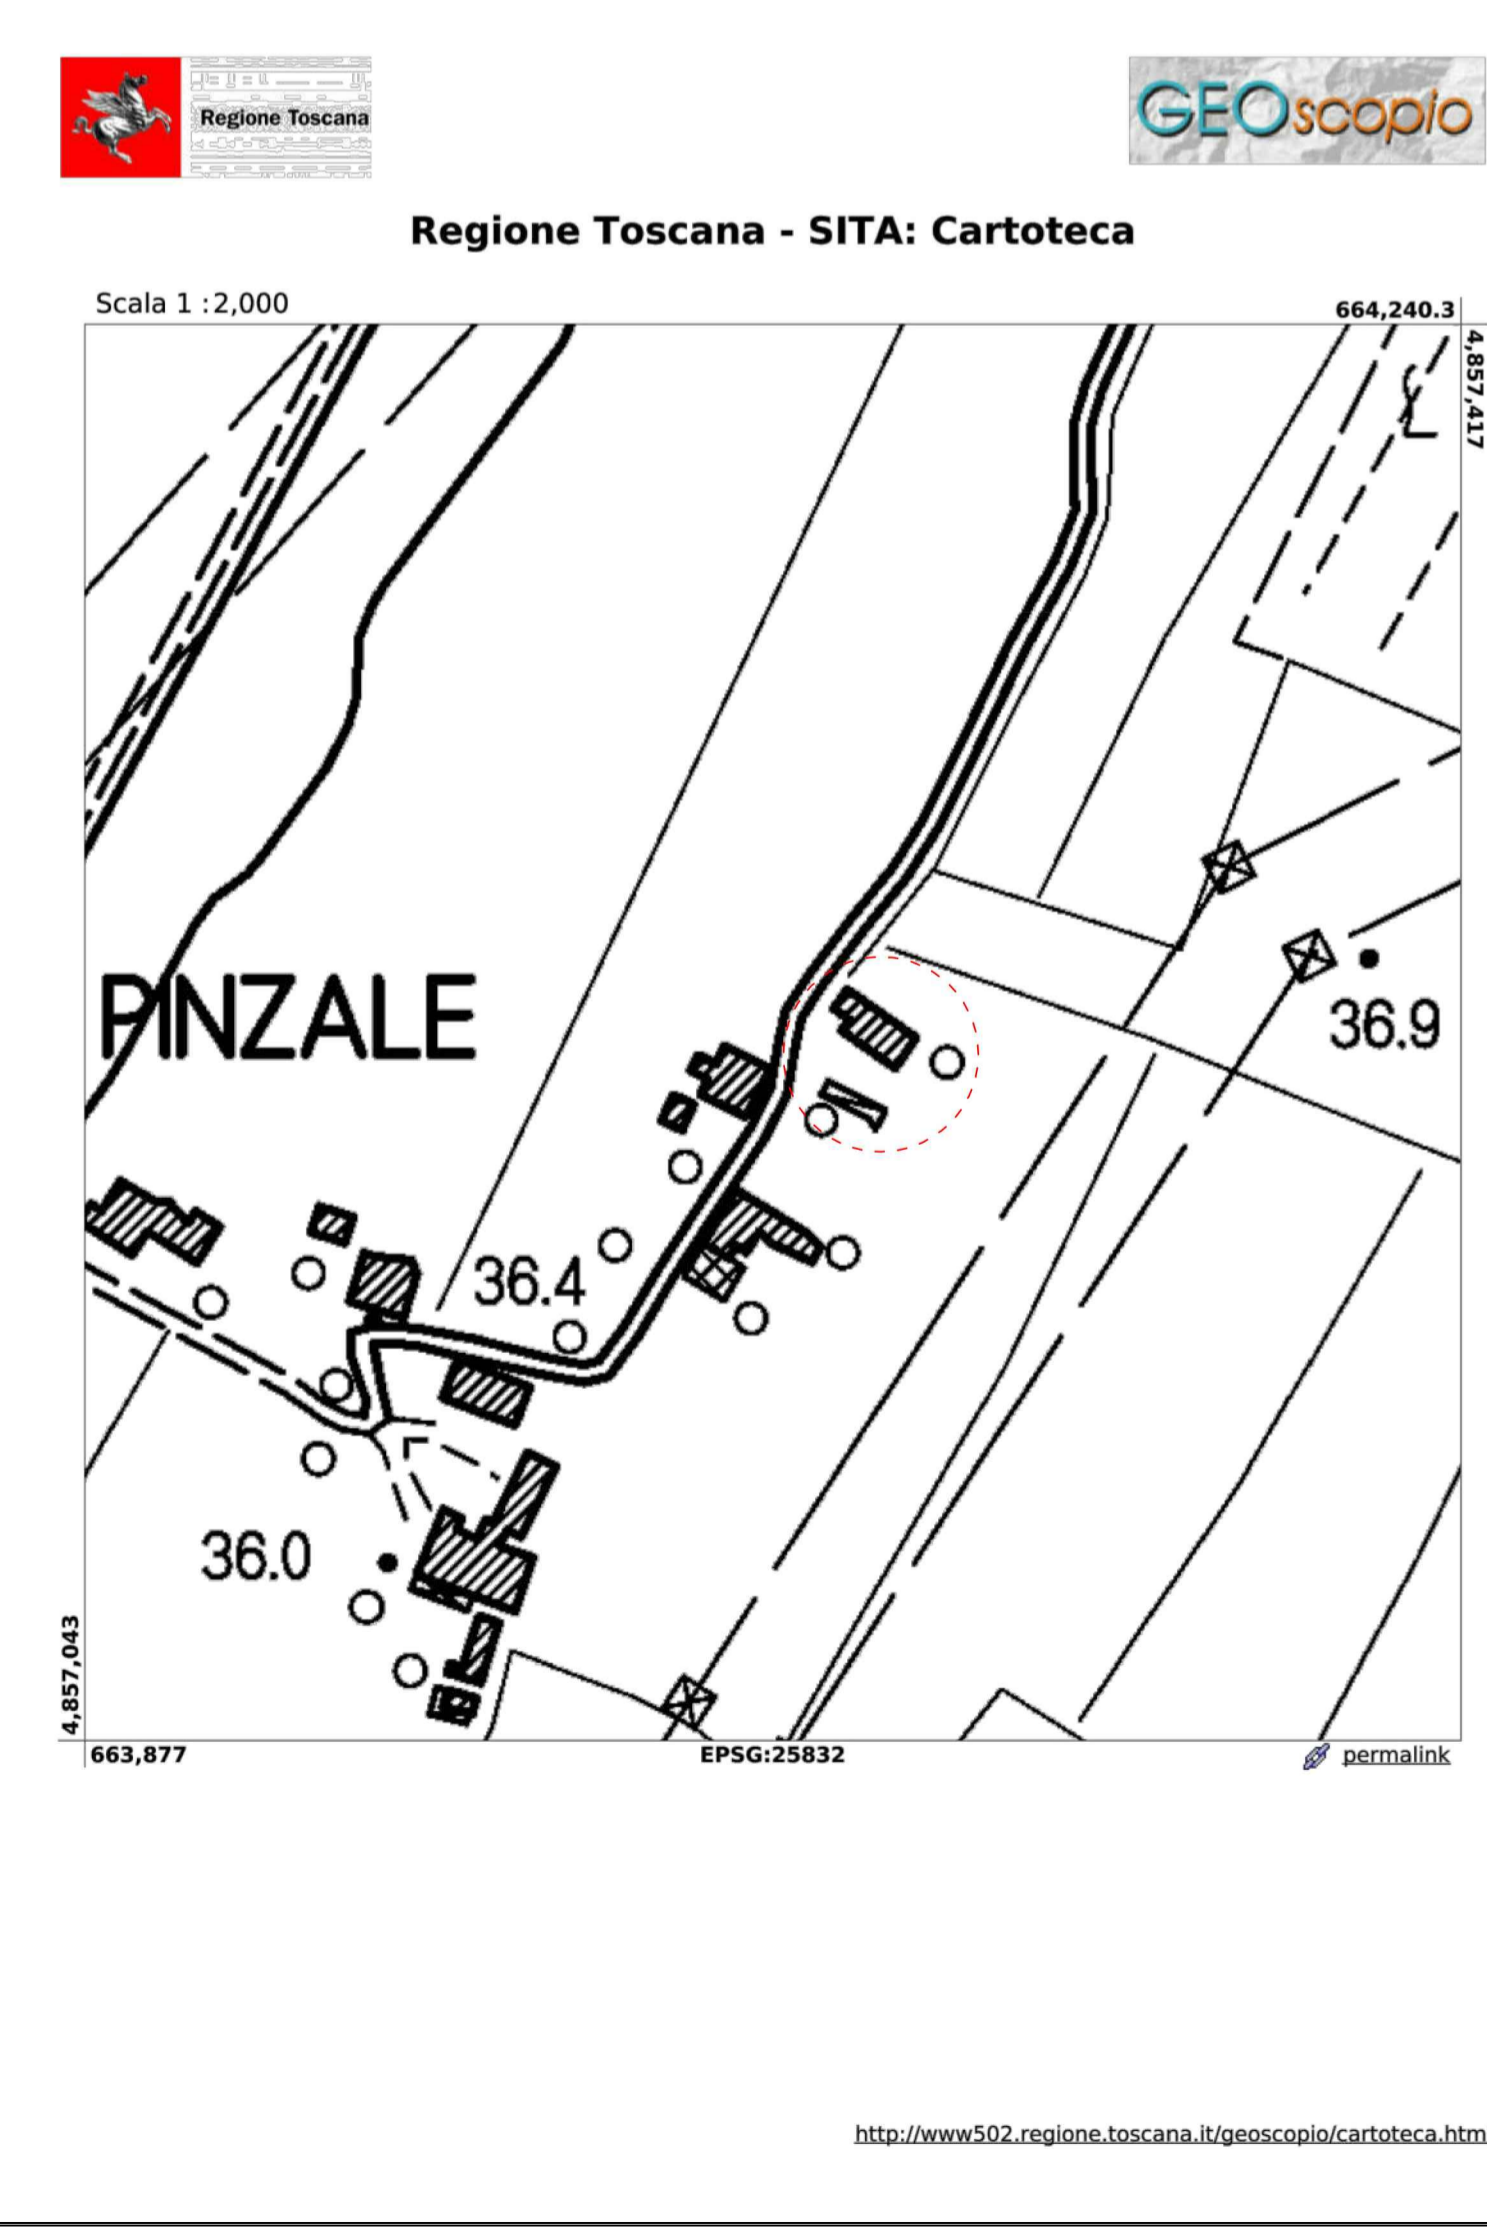 Regione Toscana
GEOscopio
Regione Toscana - SITA: Cartoteca
Scala 1 : 2,000
664,240.3
4,857,417
PINZALE
36.9
36.4
36.0
4,857,043
663,877
EPSG:25832
permalink
http://www502.regione.toscana.it/geoscopio/cartoteca.htm